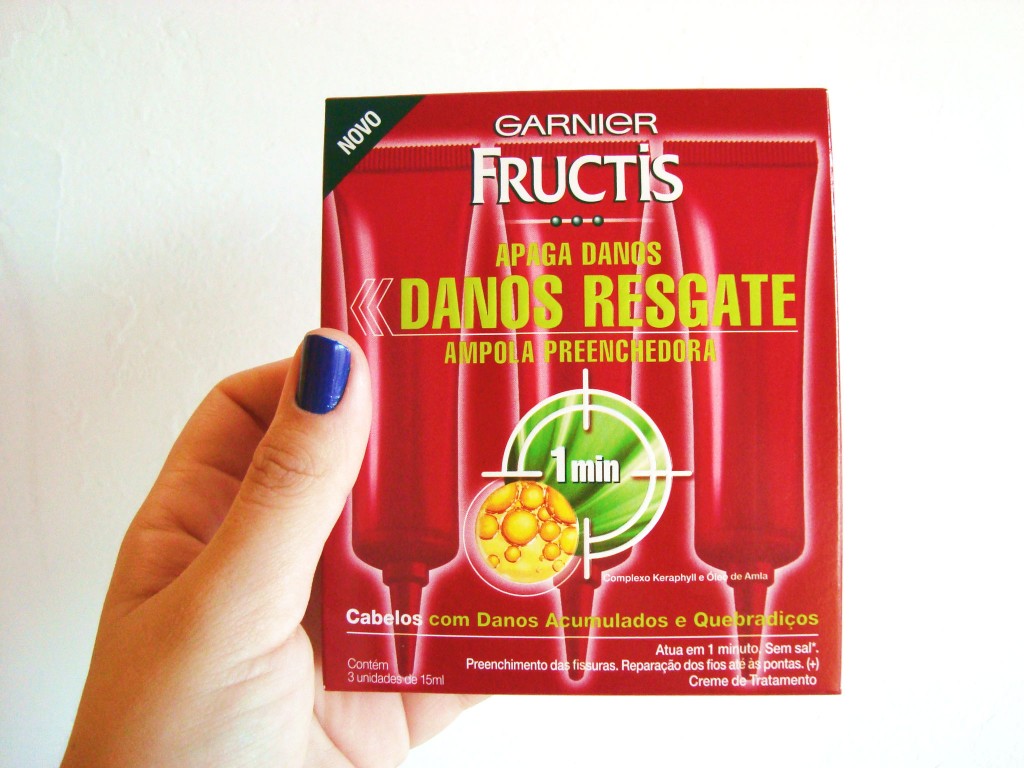 NOVO
GARNIER
FRUCTIS
APAGA DANOS
DANOS RESGATE
AMPOLA PREENCHEDORA
1 min
Complexo Keraphyll e Óleo de Amla
Cabelos com Danos Acumulados e Quebradiços
Atua em 1 minuto. Sem sal*.
Preenchimento das fissuras. Reparação dos fios até às pontas. (+)
Creme de Tratamento
Contém
3 unidades de 15ml